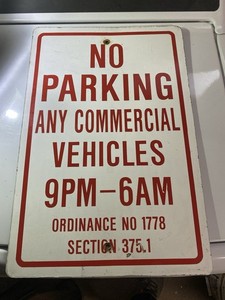 NO
PARKING
ANY COMMERCIAL
VEHICLES
9PM-6AM
ORDINANCE NO 1778
SECTION 375.1